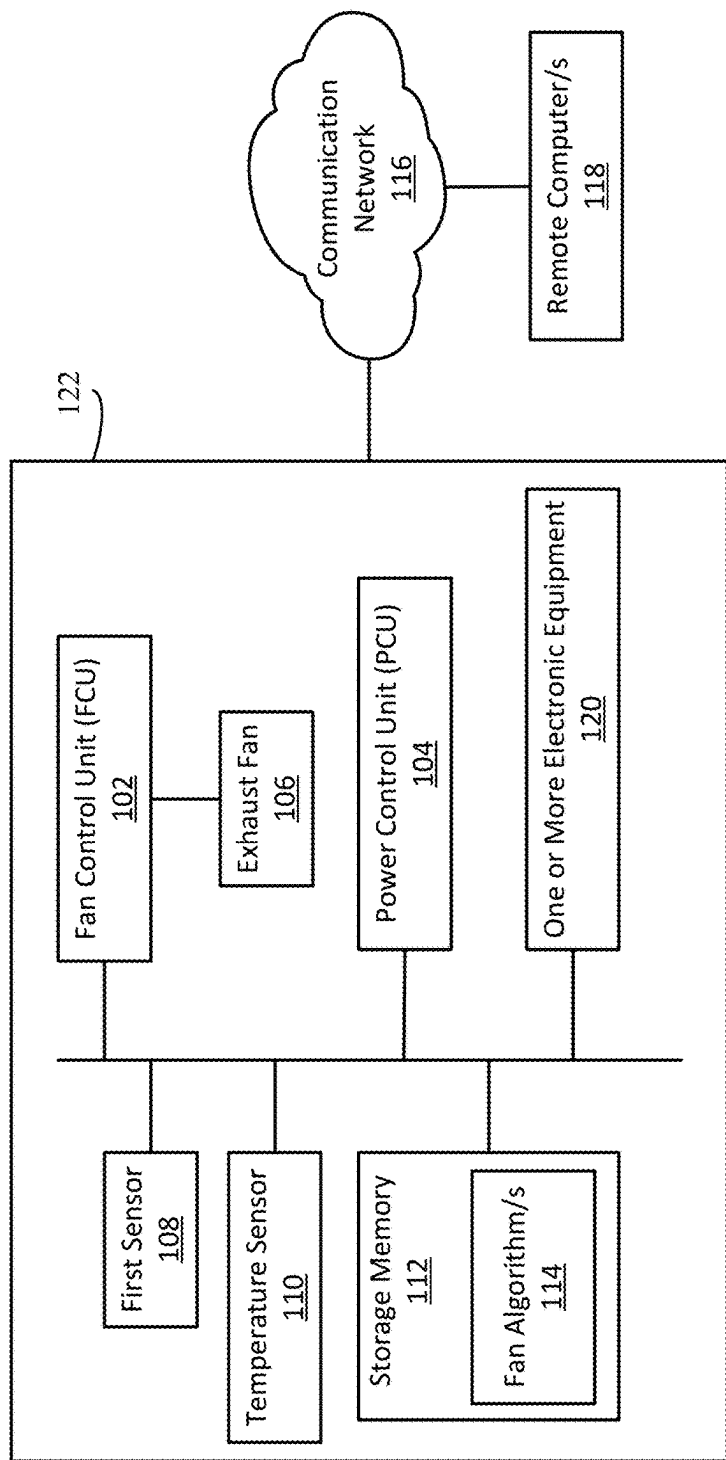 First Sensor
108
Temperature Sensor
110
Storage Memory
112
Fan Algorithm/s
114
Fan Control Unit (FCU)
102
Exhaust Fan
106
Power Control Unit (PCU)
104
One or More Electronic Equipment
120
122
Communication
Network
116
Remote Computer/s
118